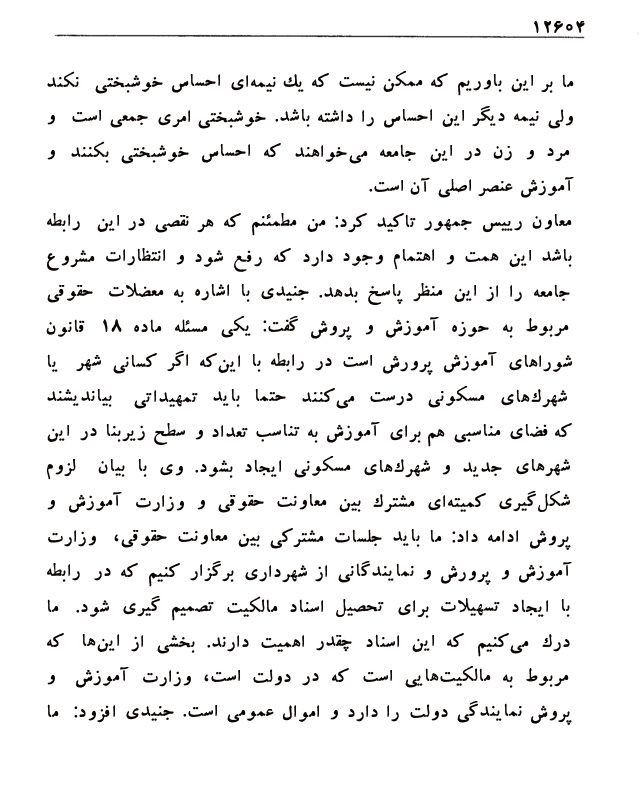 ۱۲۶۰۴
ما بر این باوریم که ممکن نیست که یك نیمه‌ای احساس خوشبختی نکند
ولی نیمه دیگر این احساس را داشته باشد. خوشبختی امری جمعی است و
مرد و زن در این جامعه می‌خواهند که احساس خوشبختی بکنند و
آموزش عنصر اصلی آن است.
معاون رییس جمهور تاکید کرد: من مطمئنم که هر نقصی در این رابطه
باشد این همت و اهتمام وجود دارد که رفع شود و انتظارات مشروع
جامعه را از این منظر پاسخ بدهد. جنیدی با اشاره به معضلات حقوقی
مربوط به حوزه آموزش و پروش گفت: یکی مسئله ماده ۱۸ قانون
شوراهای آموزش پرورش است در رابطه با این‌که اگر کسانی شهر یا
شهرك‌های مسکونی درست می‌کنند حتما باید تمهیداتی بیاندیشند
که فضای مناسبی هم برای آموزش به تناسب تعداد و سطح زیربنا در این
شهرهای جدید و شهرك‌های مسکونی ایجاد بشود. وی با بیان لزوم
شکل‌گیری کمیته‌ای مشترك بین معاونت حقوقی و وزارت آموزش و
پروش ادامه داد: ما باید جلسات مشترکی بین معاونت حقوقی، وزارت
آموزش و پرورش و نمایندگانی از شهرداری برگزار کنیم که در رابطه
با ایجاد تسهیلات برای تحصیل اسناد مالکیت تصمیم گیری شود. ما
درك می‌کنیم که این اسناد چقدر اهمیت دارند. بخشی از این‌ها که
مربوط به مالکیت‌هایی است که در دولت است، وزارت آموزش و
پروش نمایندگی دولت را دارد و اموال عمومی است. جنیدی افزود: ما